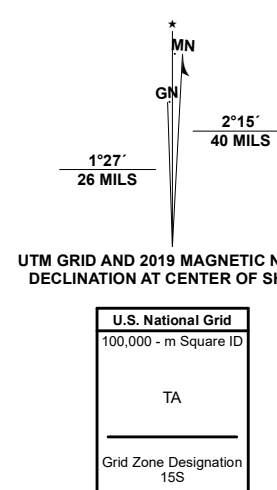 ★
MN
GN
2°15´
40 MILS
1°27´
26 MILS
UTM GRID AND 2019 MAGNETIC
DECLINATION AT CENTER OF
U.S. National Grid
100,000 - m Square ID
TA
Grid Zone Designation
15S